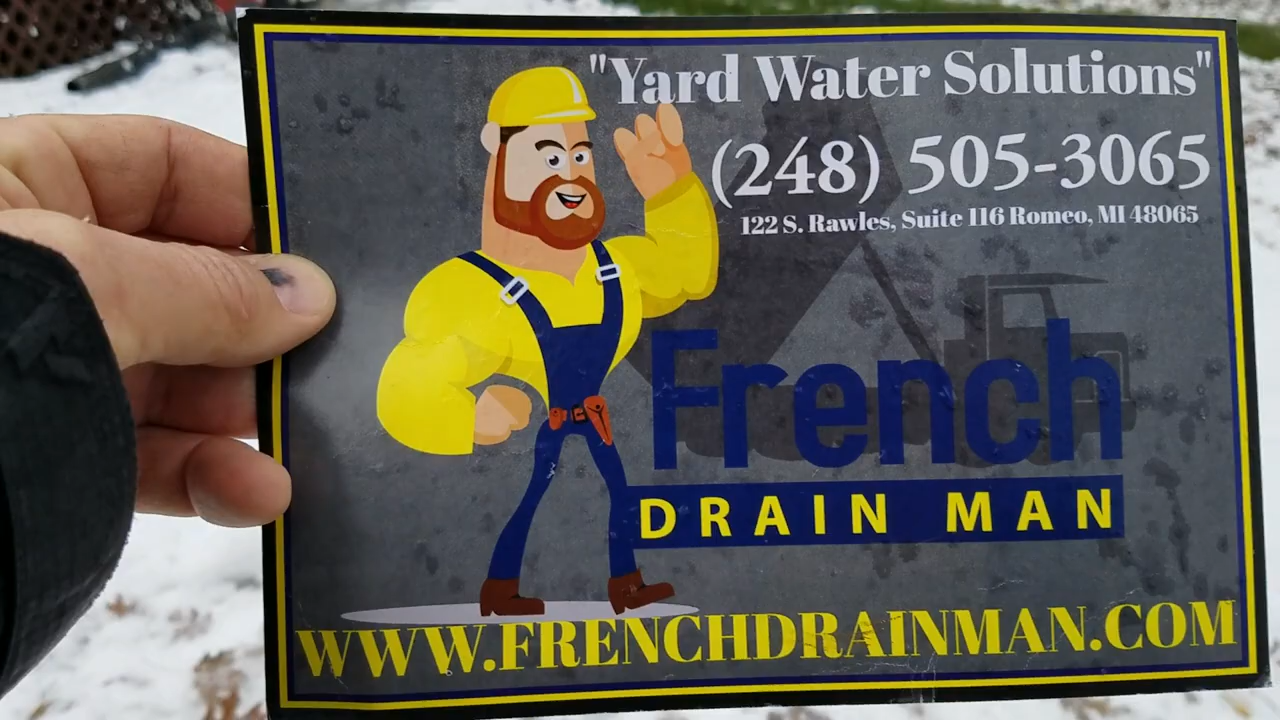 "Yard Water Solutions"
(248) 505-3065
122 S. Rawles, Suite 116 Romeo, MI 48065
French
DRAIN MAN
WWW.FRENCHDRAINMAN.COM